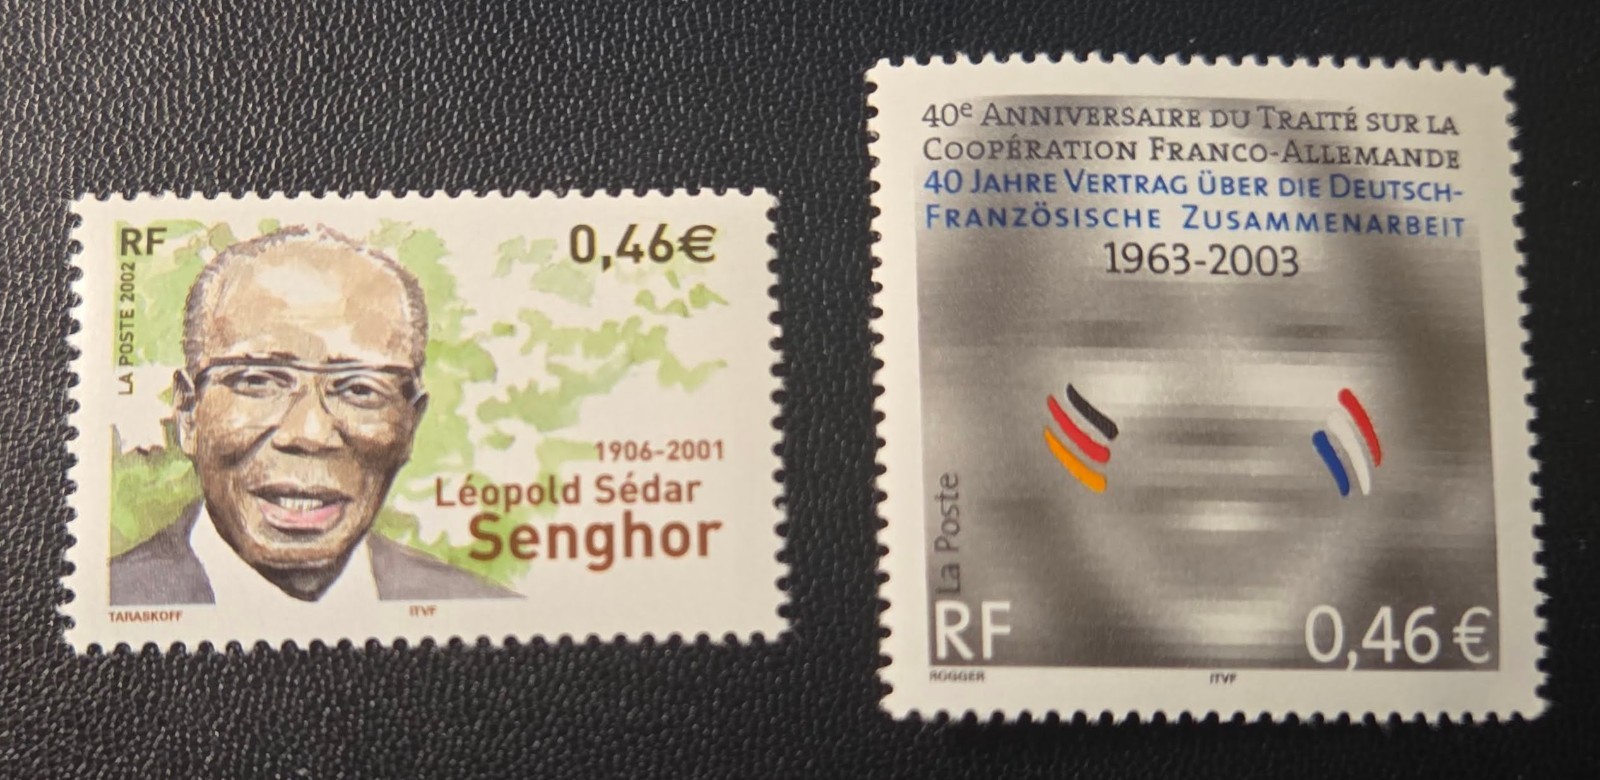 RF
0,46€
LA POSTE 2002
1906-2001
Léopold Sédar
Senghor
TARASKOFF
ITVF
40e ANNIVERSAIRE DU TRAITÉ SUR LA
COOPÉRATION FRANCO-ALLEMANDE
40 JAHRE VERTRAG ÜBER DIE DEUTSCH-
FRANZÖSISCHE ZUSAMMENARBEIT
1963-2003
La Poste
RF
0,46 €
ROGGER
ITVF